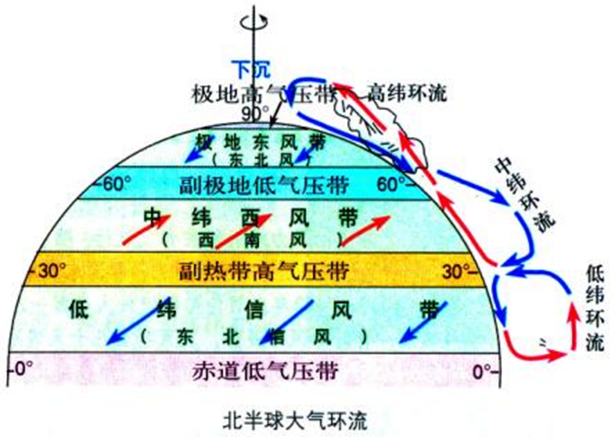 下沉
极地高气压带
高纬环流
90°
极地东风带
(东北风)
60° 副极地低气压带 60°
中纬环流
中纬西风带
(西南风)
30° 副热带高气压带 30°
低纬环流
低纬信风带
(东北信风)
0° 赤道低气压带 0°
北半球大气环流